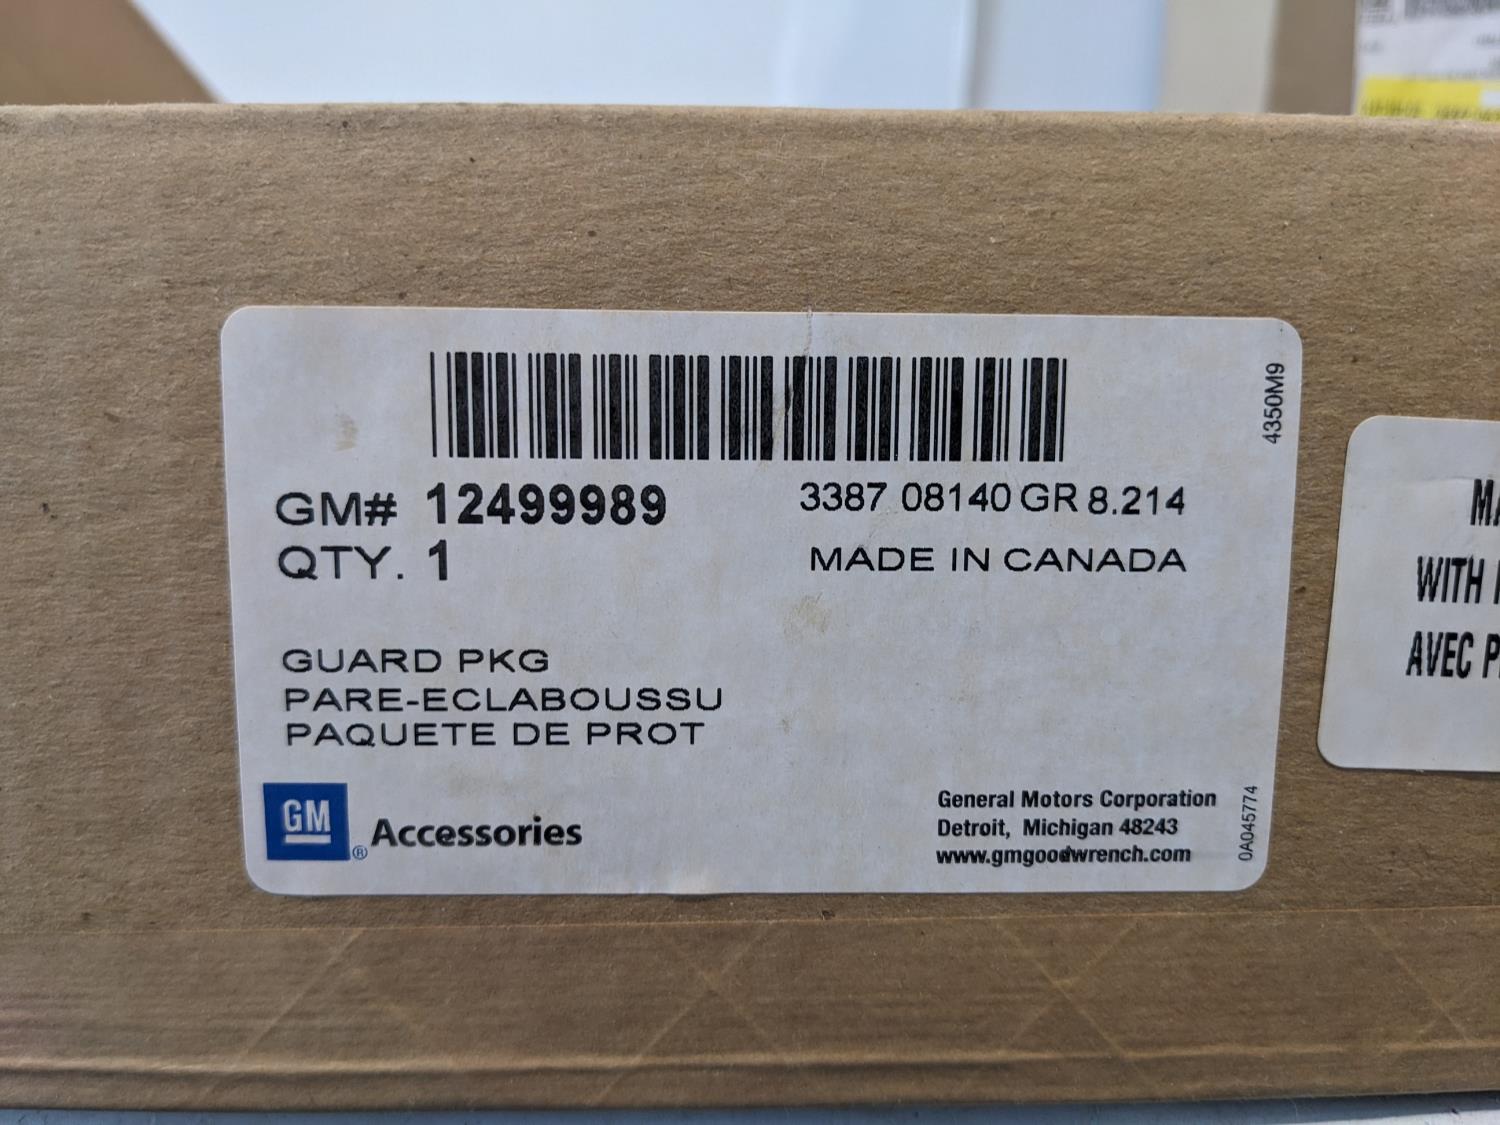 4350M9
GM# 12499989
3387 08140 GR 8.214
QTY. 1
MADE IN CANADA
GUARD PKG
PARE-ECLABOUSSU
PAQUETE DE PROT
GM
® Accessories
General Motors Corporation
Detroit, Michigan 48243
www.gmgoodwrench.com
0A045774
WITH
AVEC